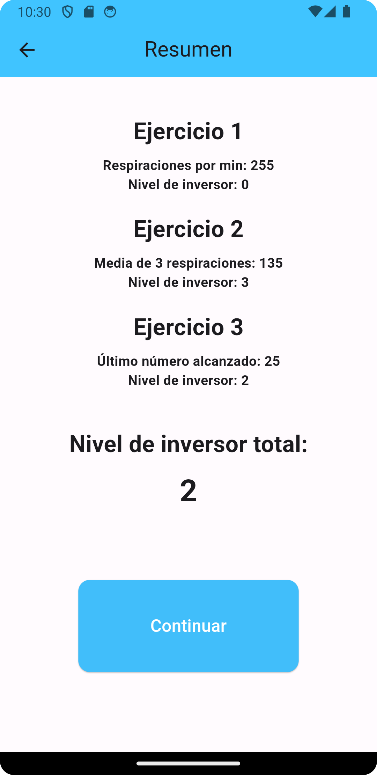 10:30
Resumen
Ejercicio 1
Respiraciones por min: 255
Nivel de inversor: 0
Ejercicio 2
Media de 3 respiraciones: 135
Nivel de inversor: 3
Ejercicio 3
Último número alcanzado: 25
Nivel de inversor: 2
Nivel de inversor total:
2
Continuar